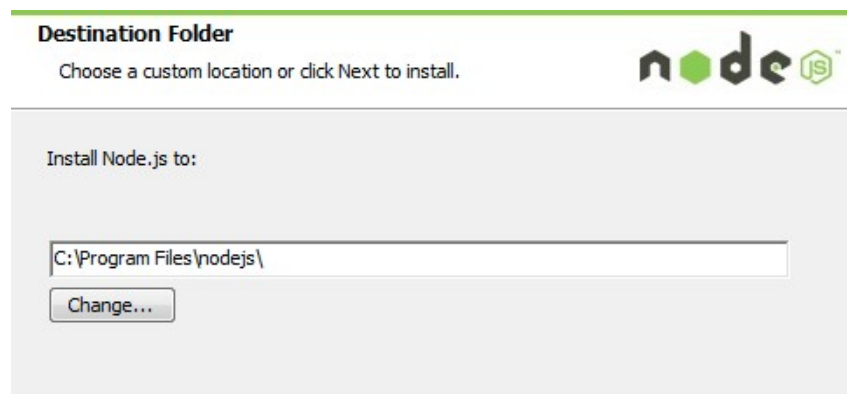 Destination Folder
Choose a custom location or click Next to install.
node JS
Install Node.js to:
C:\Program Files\nodejs\
Change...